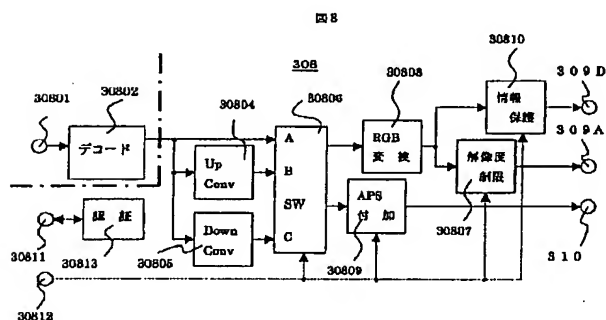 図8
308
30810
30801
30802
30804
30806
30808
309D
デコード
A
Up
Conv
B
SW
RGB
変換
情報
保護
309A
解像度
制限
APS
付加
30807
30811
認証
30813
Down
Conv
30805
C
30809
310
30812